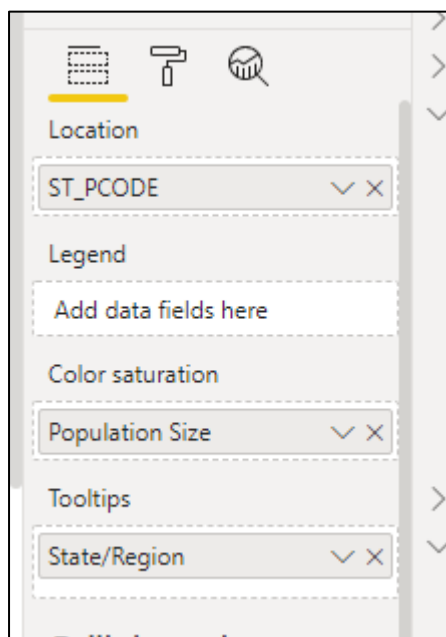 Location
ST_PCODE
Legend
Add data fields here
Color saturation
Population Size
Tooltips
State/Region